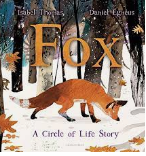 Isabel Thomas Daniel Egnéus
Fox
A Circle of Life Story